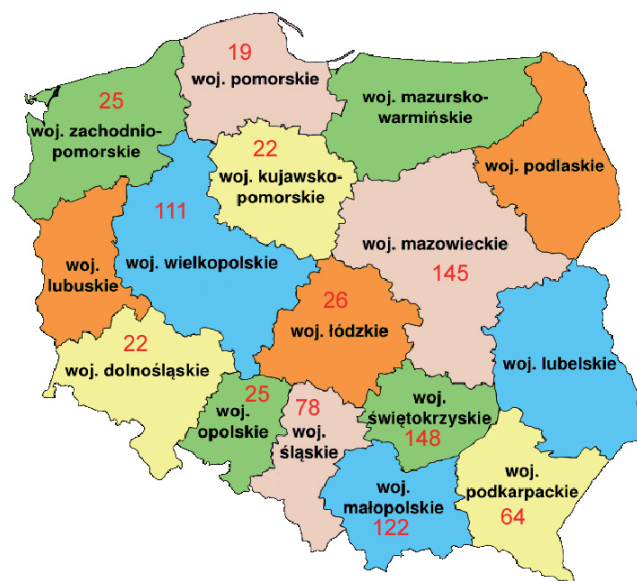 19
woj. pomorskie
25
woj. zachodnio-
pomorskie
woj. mazursko-
warmińskie
22
woj. kujawsko-
pomorskie
woj. podlaskie
111
woj. wielkopolskie
woj.
lubuskie
woj. mazowieckie
145
26
woj. łódzkie
22
woj. dolnośląskie
woj. lubelskie
25
woj.
opolskie
78
woj.
śląskie
woj.
świętokrzyskie
148
woj.
małopolskie
122
woj.
podkarpackie
64